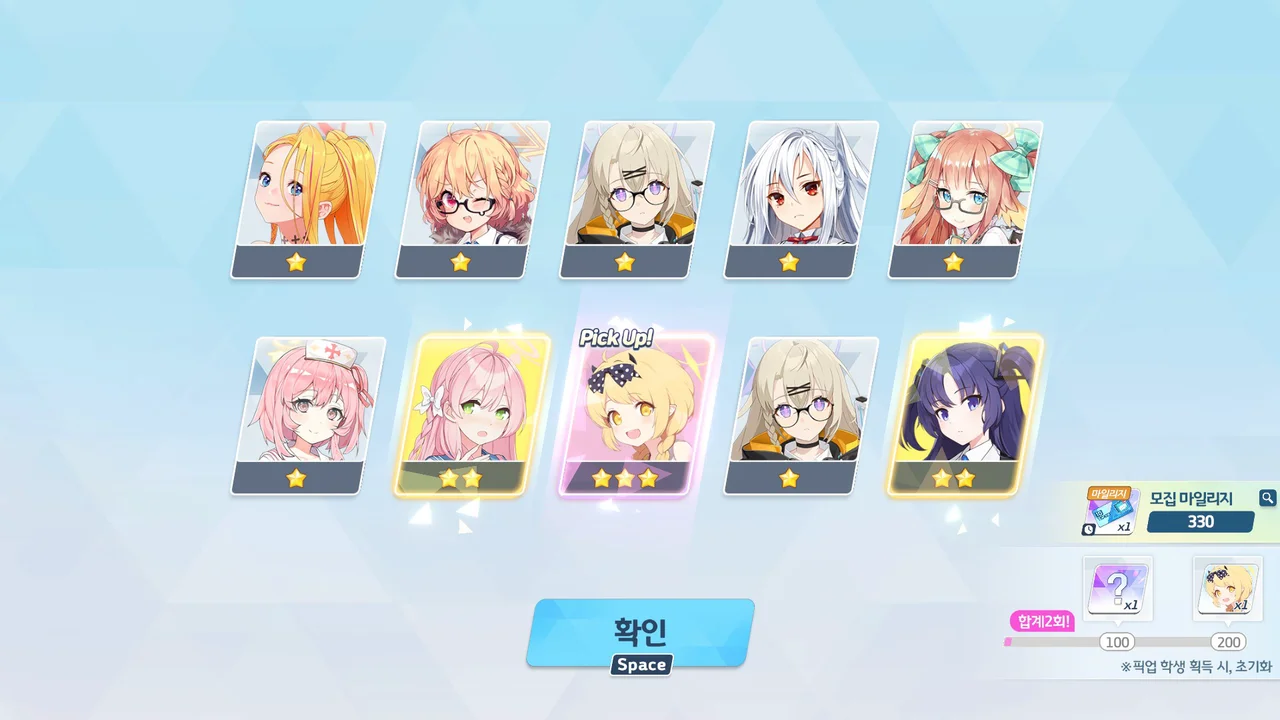 Pick Up!
마일리지
x1
모집 마일리지
330
?
x1
x1
합계2회!
100
200
※픽업 학생 획득 시, 초기화
확인
Space